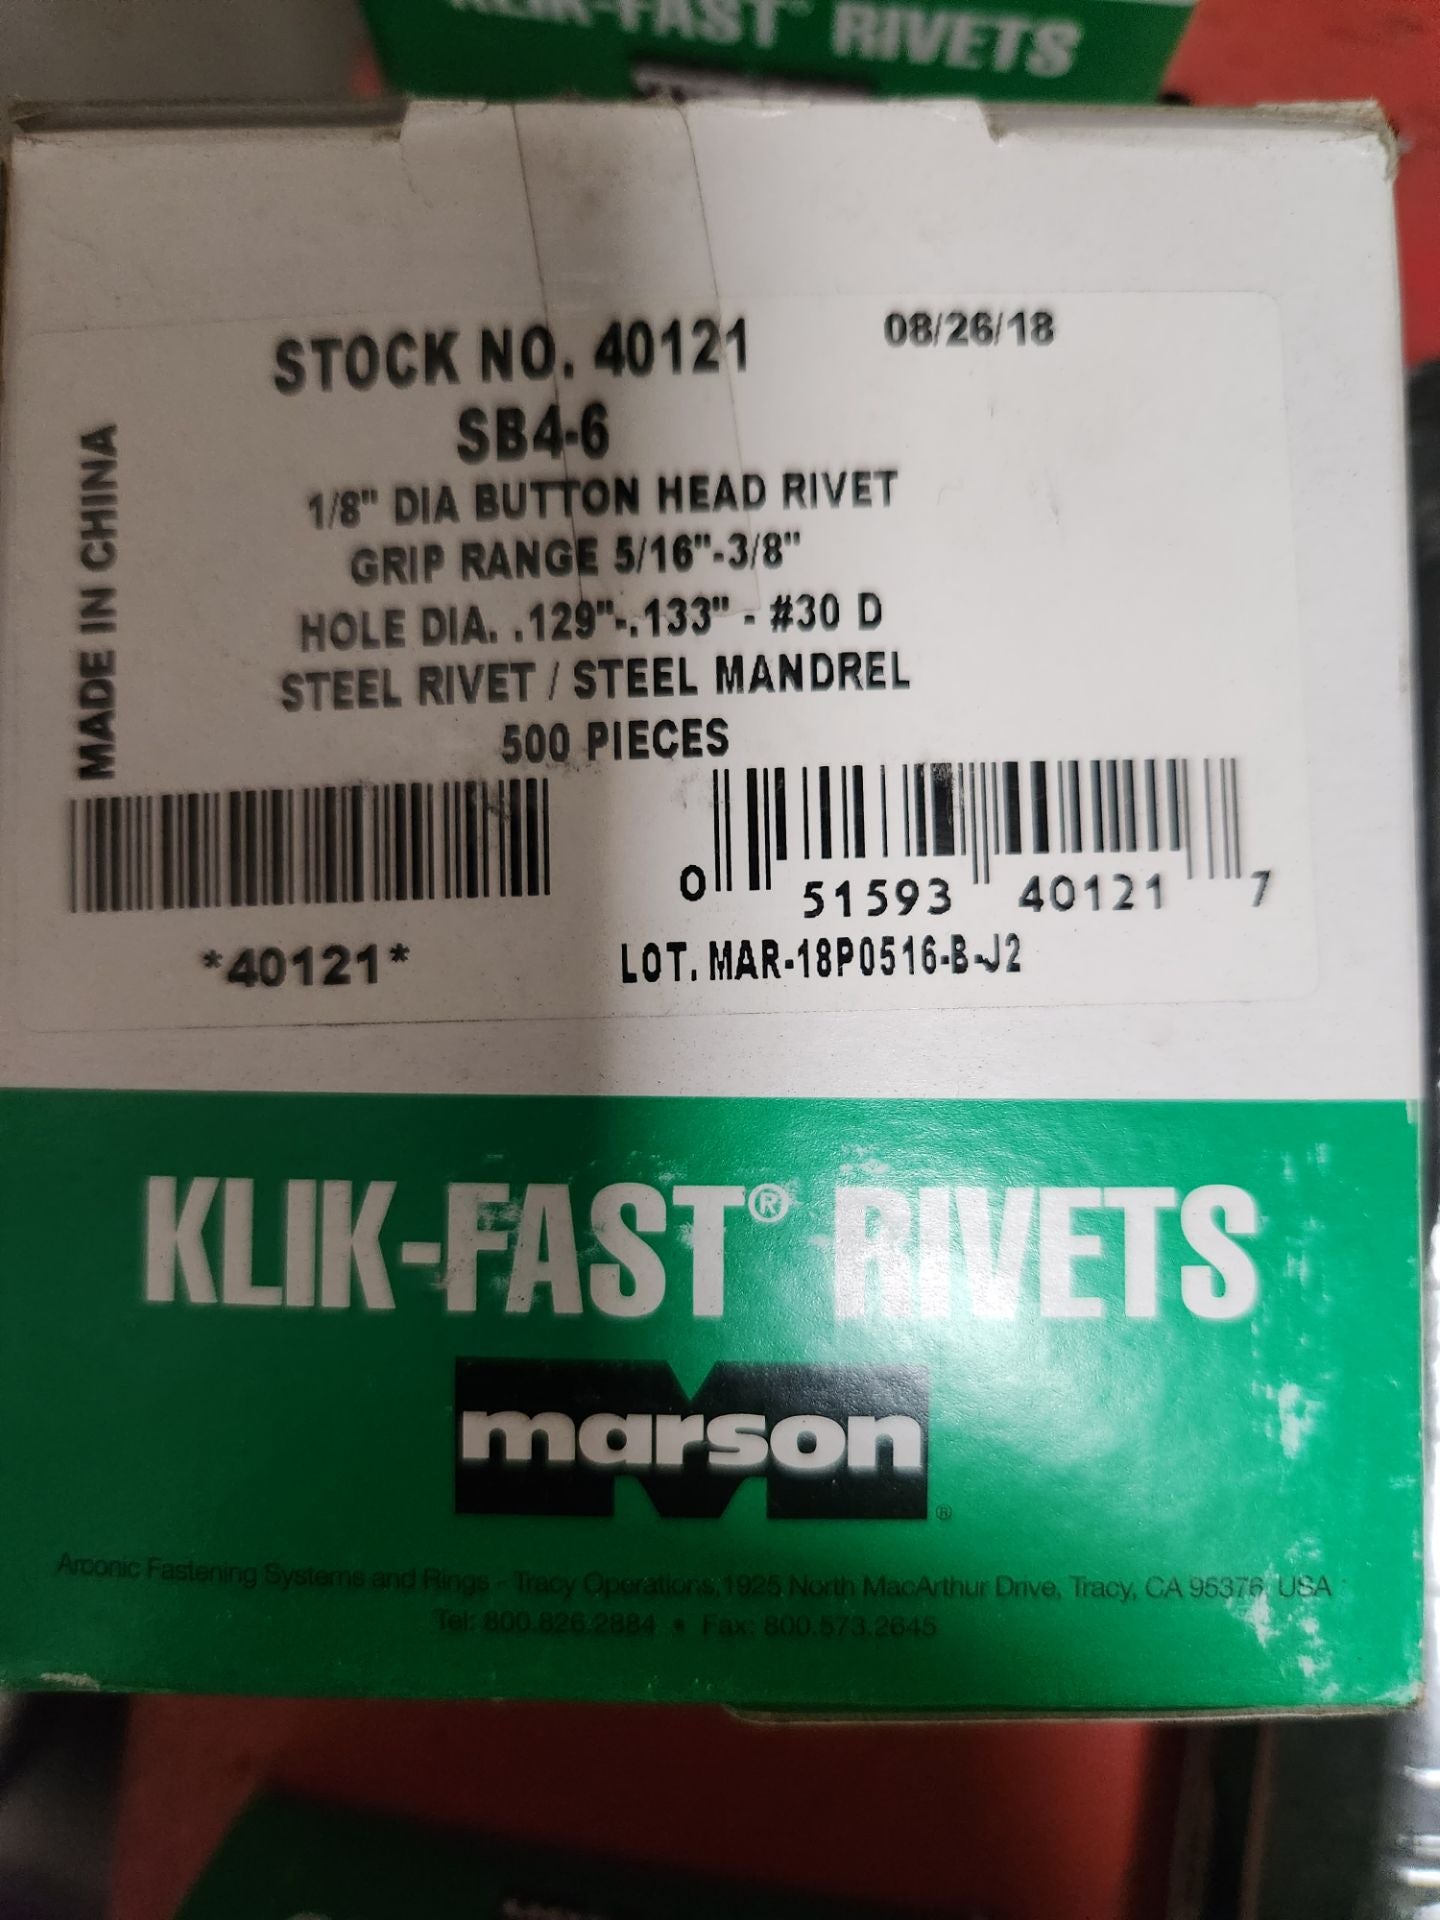 KLIK-FAST® RIVETS
STOCK NO. 40121
08/26/18
SB4-6
1/8" DIA BUTTON HEAD RIVET
GRIP RANGE 5/16"-3/8"
HOLE DIA. .129"-.133" - #30 D
STEEL RIVET / STEEL MANDREL
500 PIECES
MADE IN CHINA
*40121*
0 51593 40121 7
LOT. MAR-18P0516-B-J2
KLIK-FAST® RIVETS
marson®
Arconic Fastening Systems and Rings - Tracy Operations, 1925 North MacArthur Drive, Tracy, CA 95376, USA
Tel: 800.826.2884 • Fax: 800.573.2645